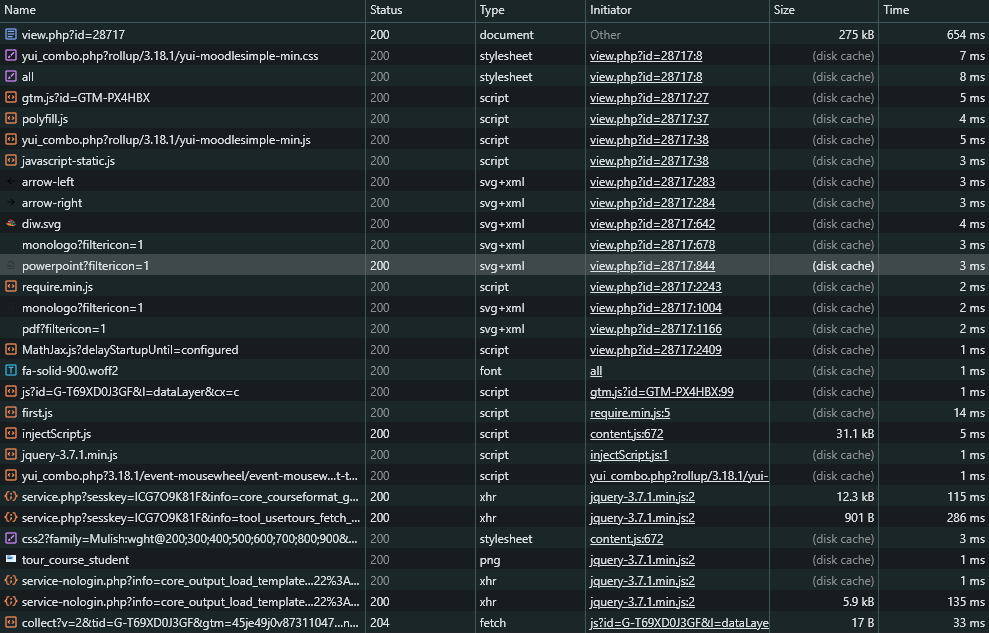 Name Status Type Initiator Size Time
view.php?id=28717 200 document Other 275 kB 654 ms
yui_combo.php?rollup/3.18.1/yui-moodlesimple-min.css 200 stylesheet view.php?id=28717:8 (disk cache) 7 ms
all 200 stylesheet view.php?id=28717:8 (disk cache) 8 ms
gtm.js?id=GTM-PX4HBX 200 script view.php?id=28717:27 (disk cache) 5 ms
polyfill.js 200 script view.php?id=28717:37 (disk cache) 4 ms
yui_combo.php?rollup/3.18.1/yui-moodlesimple-min.js 200 script view.php?id=28717:38 (disk cache) 5 ms
javascript-static.js 200 script view.php?id=28717:38 (disk cache) 3 ms
arrow-left 200 svg+xml view.php?id=28717:283 (disk cache) 3 ms
arrow-right 200 svg+xml view.php?id=28717:284 (disk cache) 3 ms
diw.svg 200 svg+xml view.php?id=28717:642 (disk cache) 4 ms
monologo?filtericon=1 200 svg+xml view.php?id=28717:678 (disk cache) 3 ms
powerpoint?filtericon=1 200 svg+xml view.php?id=28717:844 (disk cache) 3 ms
require.min.js 200 script view.php?id=28717:2243 (disk cache) 2 ms
monologo?filtericon=1 200 svg+xml view.php?id=28717:1004 (disk cache) 2 ms
pdf?filtericon=1 200 svg+xml view.php?id=28717:1166 (disk cache) 2 ms
MathJax.js?delayStartupUntil=configured 200 script view.php?id=28717:2409 (disk cache) 1 ms
fa-solid-900.woff2 200 font all (disk cache) 1 ms
js?id=G-T69XD0J3GF&l=dataLayer&cx=c 200 script gtm.js?id=GTM-PX4HBX:99 (disk cache) 1 ms
first.js 200 script require.min.js:5 (disk cache) 14 ms
injectScript.js 200 script content.js:672 31.1 kB 5 ms
jquery-3.7.1.min.js 200 script injectScript.js:1 (disk cache) 1 ms
yui_combo.php?3.18.1/event-mousewheel/event-mousew...t-t... 200 script yui_combo.php?rollup/3.18.1/yui- (disk cache) 1 ms
service.php?sesskey=ICG7O9K81F&info=core_courseformat_g... 200 xhr jquery-3.7.1.min.js:2 12.3 kB 115 ms
service.php?sesskey=ICG7O9K81F&info=tool_usertours_fetch_... 200 xhr jquery-3.7.1.min.js:2 901 B 286 ms
css2?family=Mulish:wght@200;300;400;500;600;700;800;900&... 200 stylesheet content.js:672 (disk cache) 3 ms
tour_course_student 200 png jquery-3.7.1.min.js:2 (disk cache) 1 ms
service-nologin.php?info=core_output_load_template...22%3A... 200 xhr jquery-3.7.1.min.js:2 (disk cache) 1 ms
service-nologin.php?info=core_output_load_template...22%3A... 200 xhr jquery-3.7.1.min.js:2 5.9 kB 135 ms
collect?v=2&tid=G-T69XD0J3GF&gtm=45je49j0v87311047...n... 204 fetch js?id=G-T69XD0J3GF&l=dataLaye 17 B 33 ms